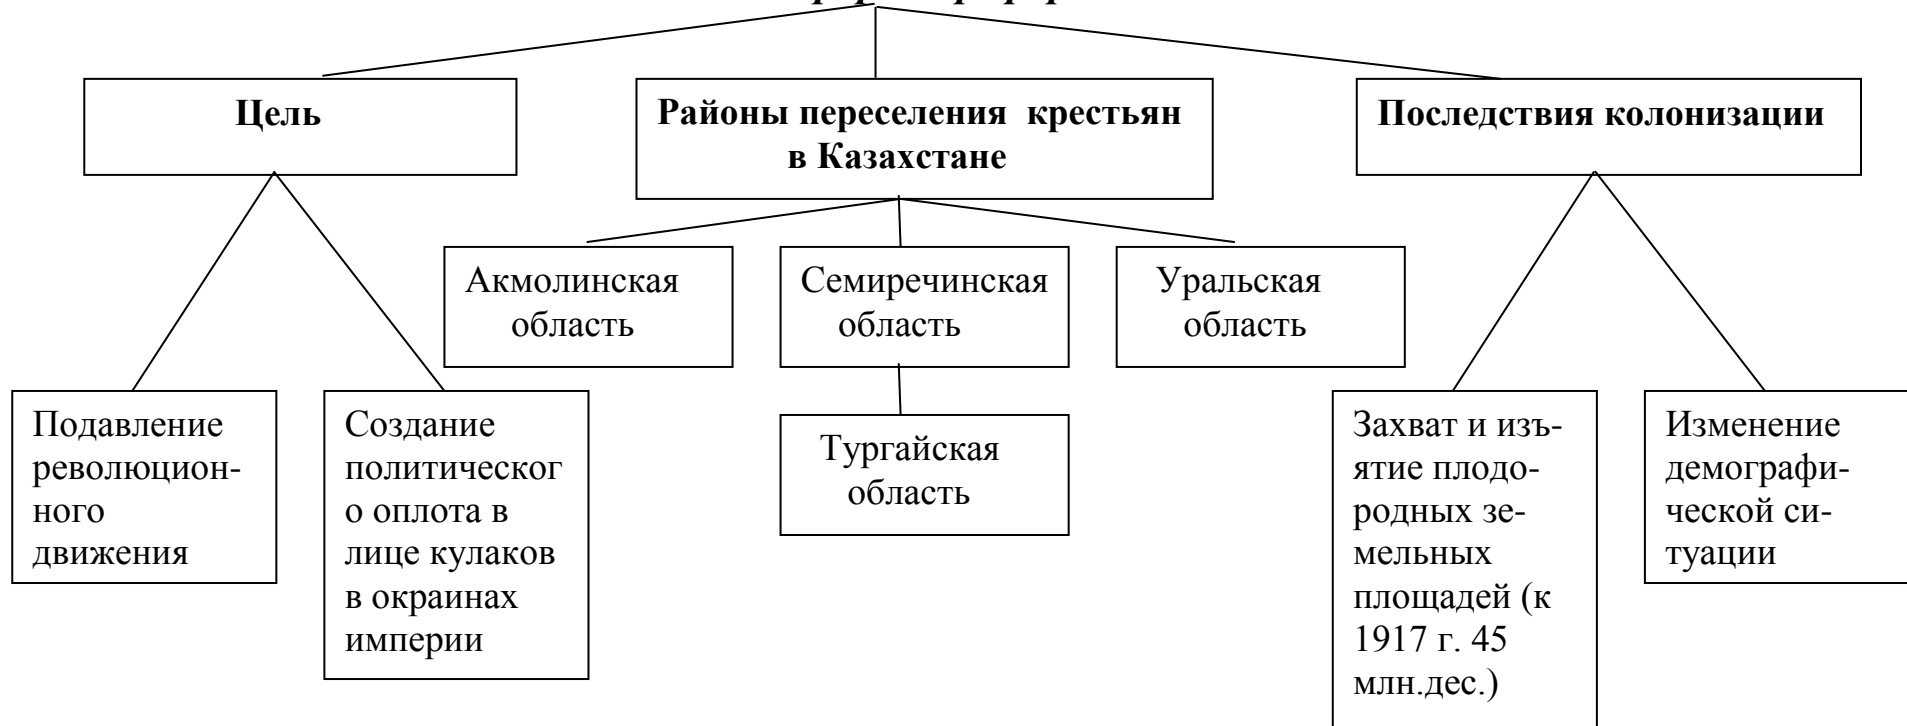 Цель
Районы переселения крестьян
в Казахстане
Последствия колонизации
Акмолинская
область
Семиречинская
область
Уральская
область
Тургайская
область
Подавление
революцион-
ного
движения
Создание
политическог
о оплота в
лице кулаков
в окраинах
империи
Захват и изъ-
ятие плодо-
родных зе-
мельных
площадей (к
1917 г. 45
млн.дес.)
Изменение
демографи-
ческой си-
туации